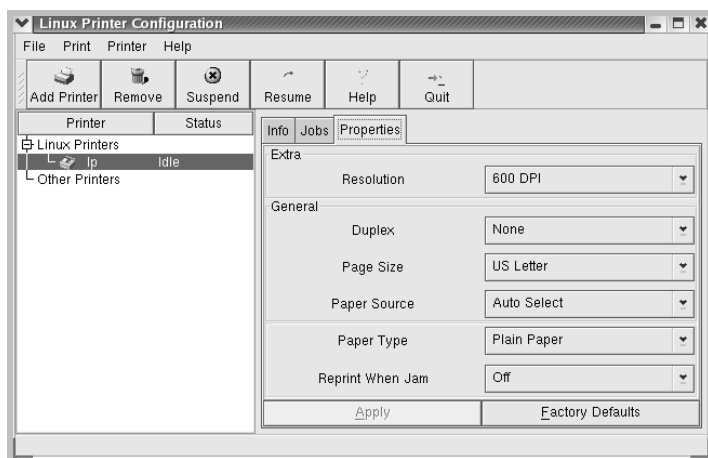 Linux Printer Configuration
File Print Printer Help
Add Printer Remove Suspend Resume Help Quit
Printer Status
Linux Printers
lp Idle
Other Printers
Info Jobs Properties
Extra
Resolution 600 DPI
General
Duplex None
Page Size US Letter
Paper Source Auto Select
Paper Type Plain Paper
Reprint When Jam Off
Apply Factory Defaults